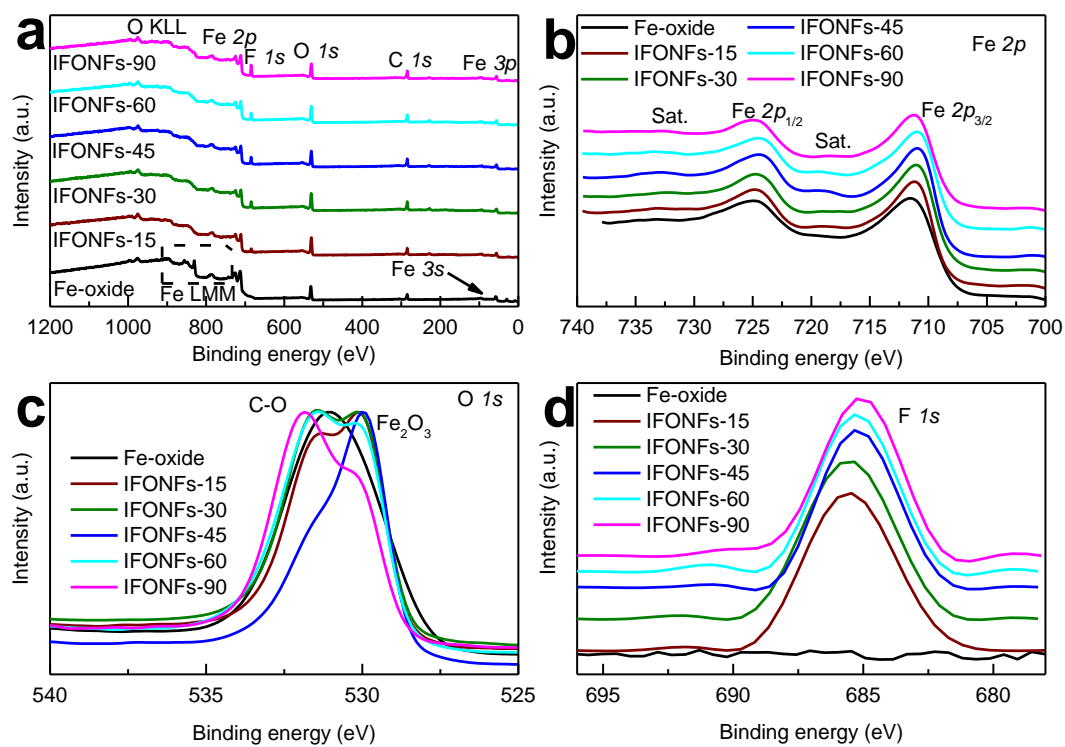 a
O KLL
Fe 2p
F 1s
O 1s
C 1s
Fe 3p
IFONFs-90
IFONFs-60
IFONFs-45
IFONFs-30
IFONFs-15
Fe-oxide
Fe LMM
Fe 3s
Intensity (a.u.)
1200 1000 800 600 400 200 0
Binding energy (eV)
b
Fe-oxide
IFONFs-15
IFONFs-30
IFONFs-45
IFONFs-60
IFONFs-90
Fe 2p
Sat.
Fe 2p1/2
Sat.
Fe 2p3/2
Intensity (a.u.)
740 735 730 725 720 715 710 705 700
Binding energy (eV)
c
C-O
O 1s
Fe2O3
Fe-oxide
IFONFs-15
IFONFs-30
IFONFs-45
IFONFs-60
IFONFs-90
Intensity (a.u.)
540 535 530 525
Binding energy (eV)
d
Fe-oxide
IFONFs-15
IFONFs-30
IFONFs-45
IFONFs-60
IFONFs-90
F 1s
Intensity (a.u.)
695 690 685 680
Binding energy (eV)